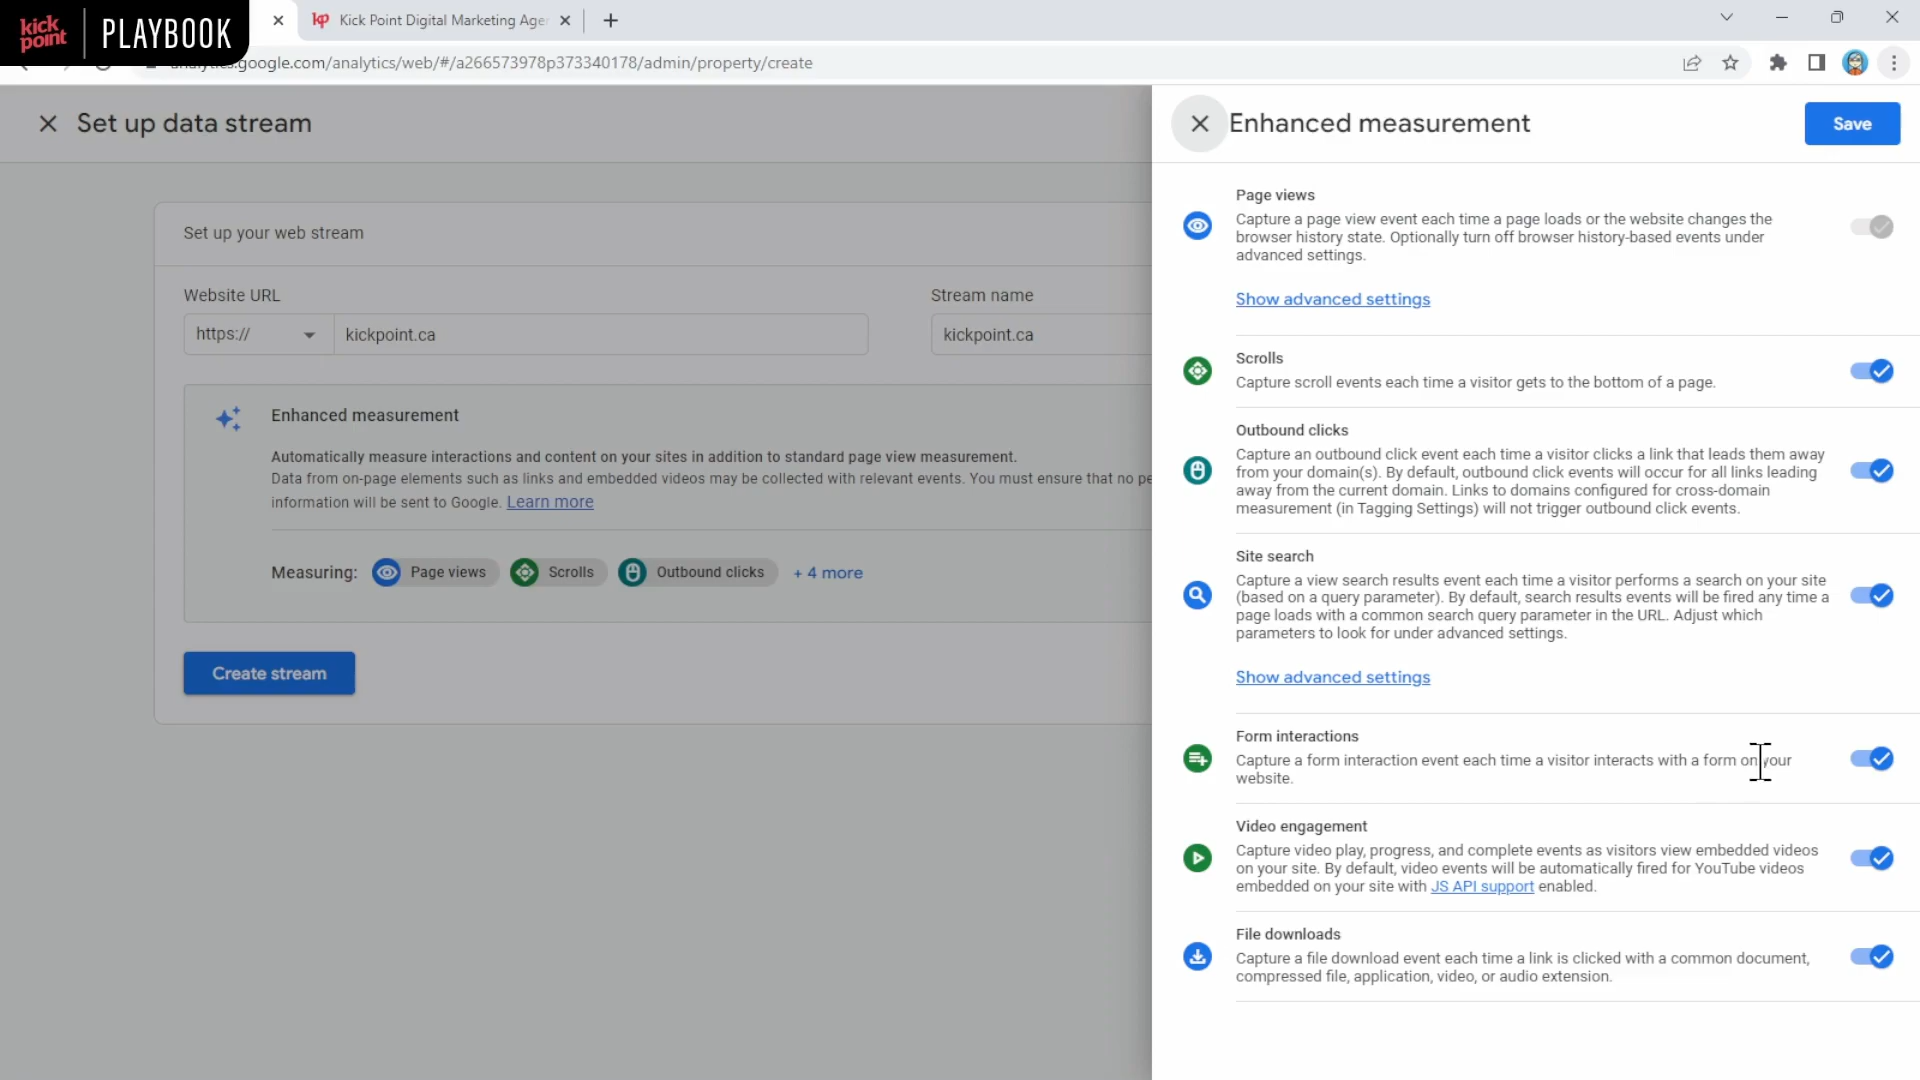 kick
point
PLAYBOOK
Kick Point Digital Marketing Age
analytics.google.com/analytics/web/#/a266573978p373340178/admin/property/create
Set up data stream
Set up your web stream
Website URL
Stream name
https://
kickpoint.ca
kickpoint.ca
Enhanced measurement
Automatically measure interactions and content on your sites in addition to standard page view measurement.
Data from on-page elements such as links and embedded videos may be collected with relevant events. You must ensure that no pe
information will be sent to Google. Learn more
Measuring: Page views Scrolls Outbound clicks + 4 more
Create stream
Enhanced measurement
Save
Page views
Capture a page view event each time a page loads or the website changes the
browser history state. Optionally turn off browser history-based events under
advanced settings.
Show advanced settings
Scrolls
Capture scroll events each time a visitor gets to the bottom of a page.
Outbound clicks
Capture an outbound click event each time a visitor clicks a link that leads them away
from your domain(s). By default, outbound click events will occur for all links leading
away from the current domain. Links to domains configured for cross-domain
measurement (in Tagging Settings) will not trigger outbound click events.
Site search
Capture a view search results event each time a visitor performs a search on your site
(based on a query parameter). By default, search results events will be fired any time a
page loads with a common search query parameter in the URL. Adjust which
parameters to look for under advanced settings.
Show advanced settings
Form interactions
Capture a form interaction event each time a visitor interacts with a form on your
website.
Video engagement
Capture video play, progress, and complete events as visitors view embedded videos
on your site. By default, video events will be automatically fired for YouTube videos
embedded on your site with JS API support enabled.
File downloads
Capture a file download event each time a link is clicked with a common document,
compressed file, application, video, or audio extension.